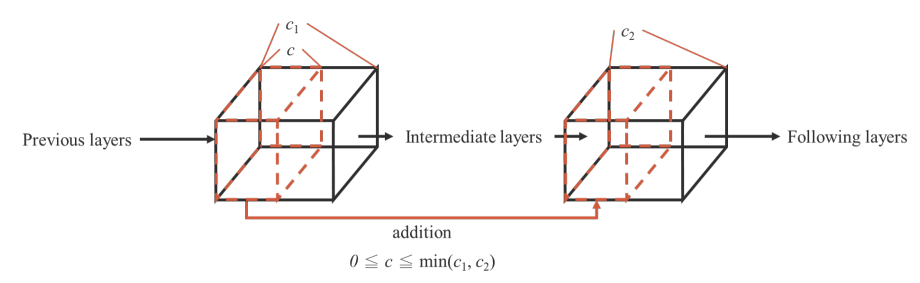 c₁
c
c₂
Previous layers
Intermediate layers
Following layers
addition
0 ≦ c ≦ min(c₁, c₂)